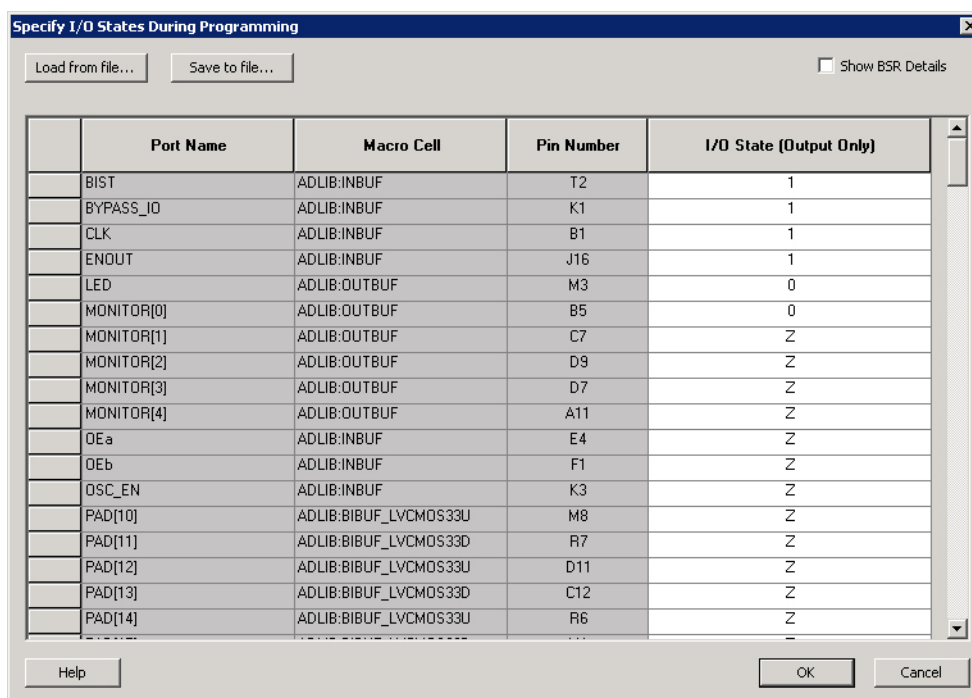 Specify I/O States During Programming
Load from file... Save to file... Show BSR Details
Port Name Macro Cell Pin Number I/O State (Output Only)
BIST ADLIB:INBUF T2 1
BYPASS_IO ADLIB:INBUF K1 1
CLK ADLIB:INBUF B1 1
ENOUT ADLIB:INBUF J16 1
LED ADLIB:OUTBUF M3 0
MONITOR[0] ADLIB:OUTBUF B5 0
MONITOR[1] ADLIB:OUTBUF C7 Z
MONITOR[2] ADLIB:OUTBUF D9 Z
MONITOR[3] ADLIB:OUTBUF D7 Z
MONITOR[4] ADLIB:OUTBUF A11 Z
OEa ADLIB:INBUF E4 Z
OEb ADLIB:INBUF F1 Z
OSC_EN ADLIB:INBUF K3 Z
PAD[10] ADLIB:BIBUF_LVCMOS33U M8 Z
PAD[11] ADLIB:BIBUF_LVCMOS33D R7 Z
PAD[12] ADLIB:BIBUF_LVCMOS33U D11 Z
PAD[13] ADLIB:BIBUF_LVCMOS33D C12 Z
PAD[14] ADLIB:BIBUF_LVCMOS33U R6 Z
Help OK Cancel